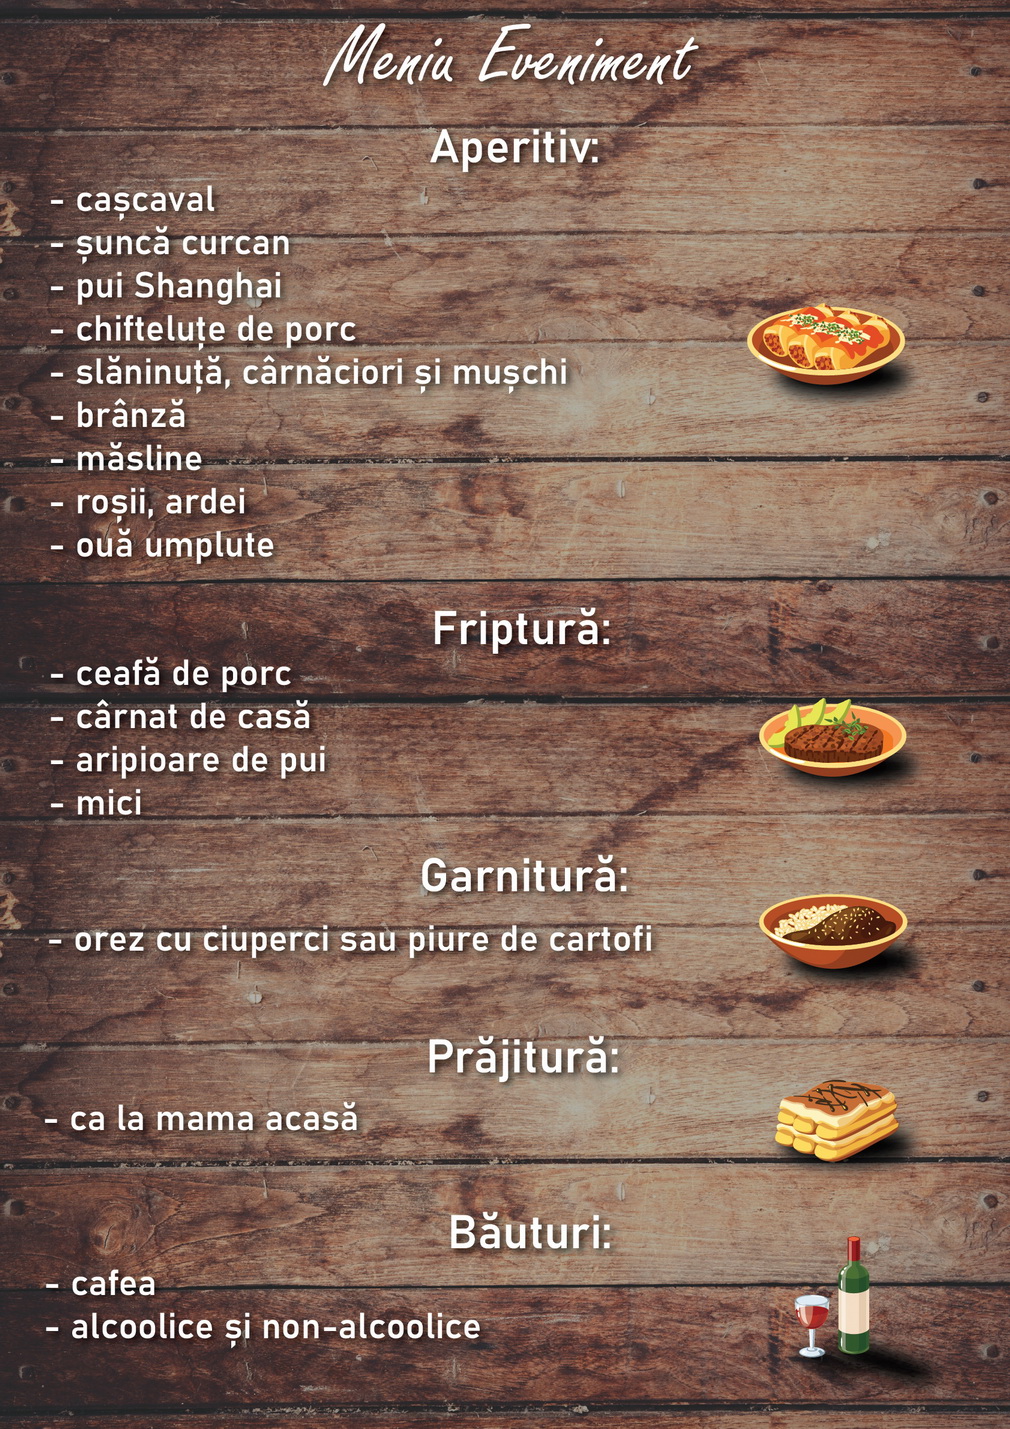 Meniu Eveniment
Aperitiv:
- cașcaval
- șuncă curcan
- pui Shanghai
- chifteluțe de porc
- slăninuță, cârnăciori și mușchi
- brânză
- măsline
- roșii, ardei
- ouă umplute
Friptură:
- ceafă de porc
- cârnat de casă
- aripioare de pui
- mici
Garnitură:
- orez cu ciuperci sau piure de cartofi
Prăjitură:
- ca la mama acasă
Băuturi:
- cafea
- alcoolice și non-alcoolice